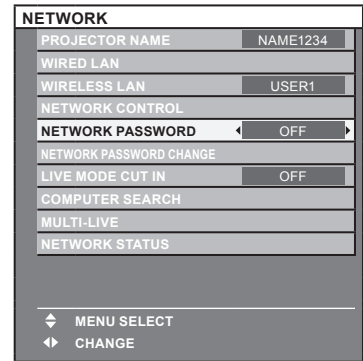 NETWORK
PROJECTOR NAME NAME1234
WIRED LAN
WIRELESS LAN USER1
NETWORK CONTROL
NETWORK PASSWORD OFF
NETWORK PASSWORD CHANGE
LIVE MODE CUT IN OFF
COMPUTER SEARCH
MULTI-LIVE
NETWORK STATUS
MENU SELECT
CHANGE